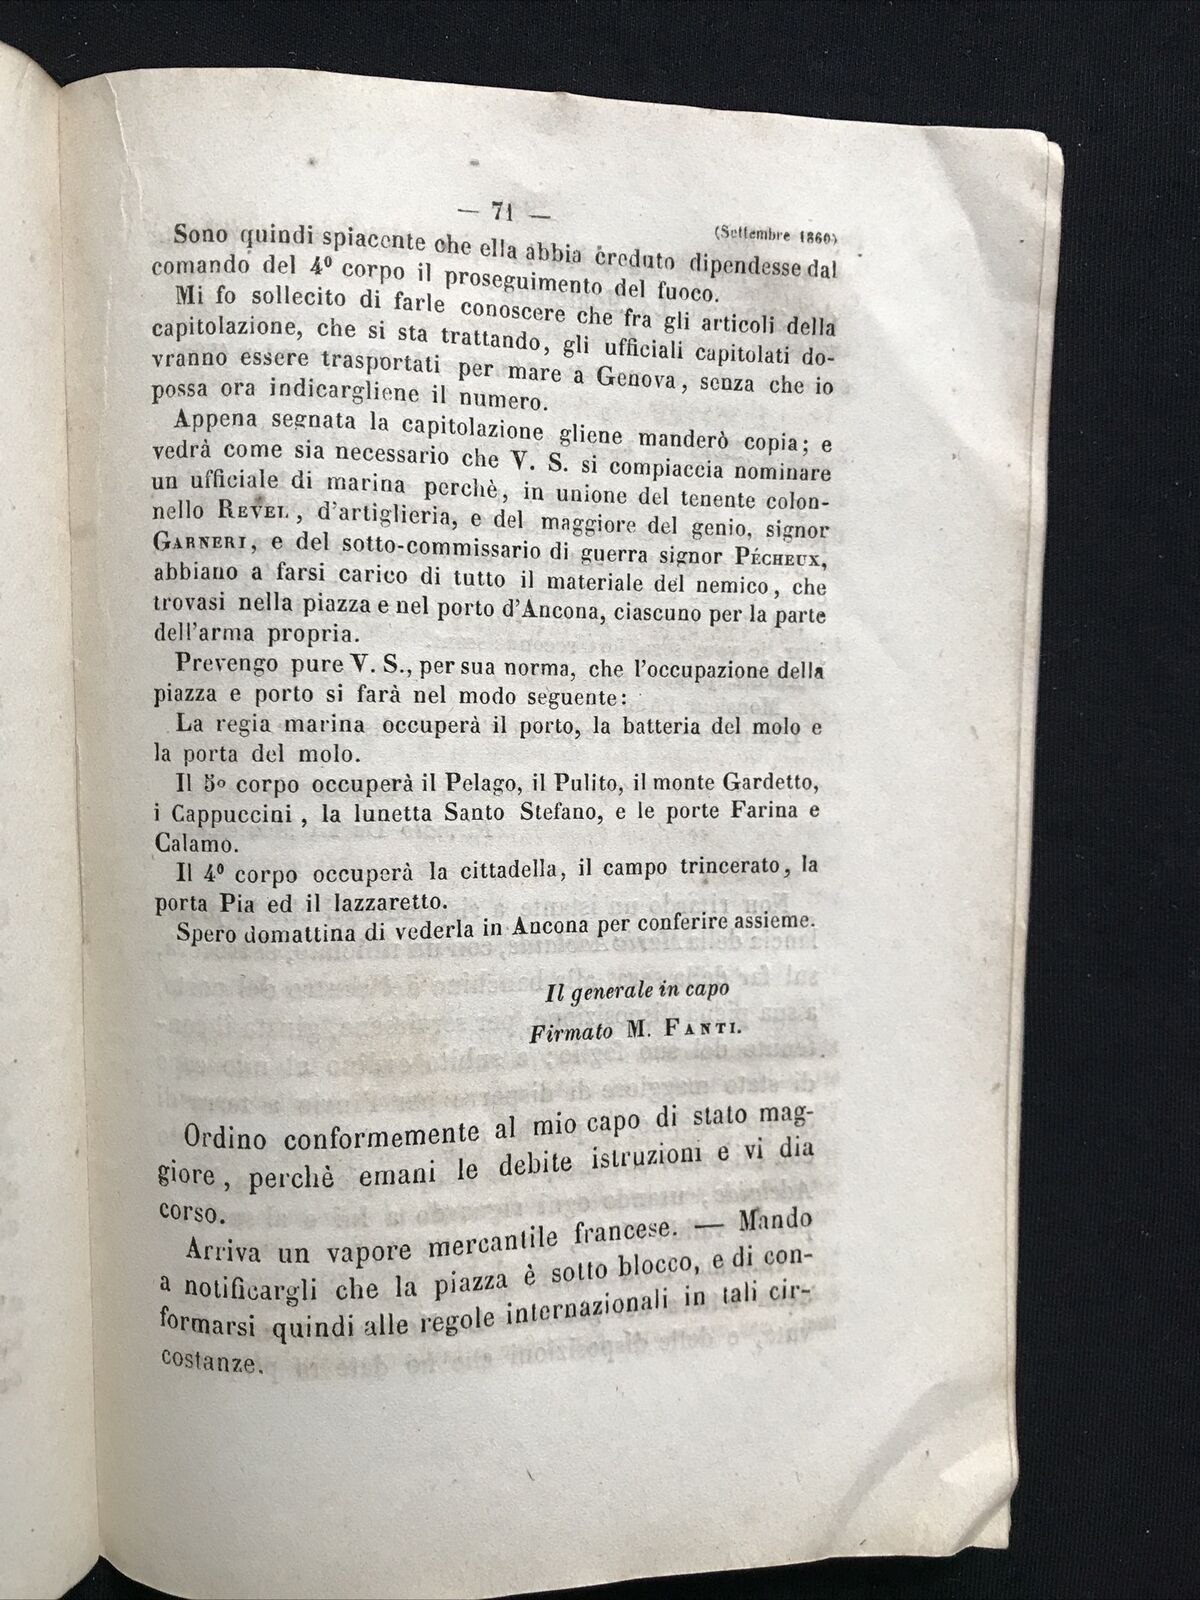 — 71 —
(Settembre 1860)
Sono quindi spiacente che ella abbia creduto dipendesse dal
comando del 4º corpo il proseguimento del fuoco.
Mi fo sollecito di farle conoscere che fra gli articoli della
capitolazione, che si sta trattando, gli ufficiali capitolati do-
vranno essere trasportati per mare a Genova, senza che io
possa ora indicargliene il numero.
Appena segnata la capitolazione gliene manderò copia; e
vedrà come sia necessario che V. S. si compiaccia nominare
un ufficiale di marina perchè, in unione del tenente colon-
nello REVEL, d'artiglieria, e del maggiore del genio, signor
GARNERI, e del sotto-commissario di guerra signor PÉCHEUX,
abbiano a farsi carico di tutto il materiale del nemico, che
trovasi nella piazza e nel porto d'Ancona, ciascuno per la parte
dell'arma propria.
Prevengo pure V. S., per sua norma, che l'occupazione della
piazza e porto si farà nel modo seguente:
La regia marina occuperà il porto, la batteria del molo e
la porta del molo.
Il 5º corpo occuperà il Pelago, il Pulito, il monte Gardetto,
i Cappuccini, la lunetta Santo Stefano, e le porte Farina e
Calamo.
Il 4º corpo occuperà la cittadella, il campo trincerato, la
porta Pia ed il lazzaretto.
Spero domattina di vederla in Ancona per conferire assieme.
Il generale in capo
Firmato M. FANTI.
Ordino conformemente al mio capo di stato mag-
giore, perchè emani le debite istruzioni e vi dia
corso.
Arriva un vapore mercantile francese. — Mando
a notificargli che la piazza è sotto blocco, e di con-
formarsi quindi alle regole internazionali in tali cir-
costanze.